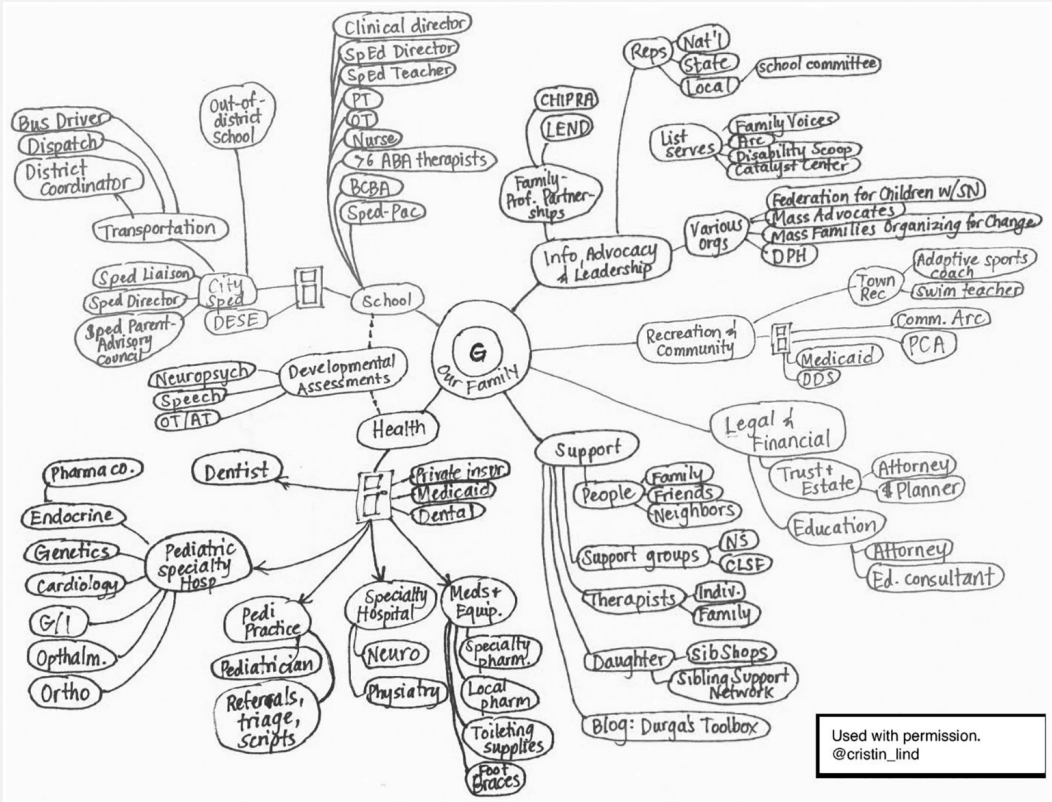 Clinical director
SpEd Director
SpEd Teacher
PT
OT
Nurse
>6 ABA therapists
BCBA
Sped-Pac
School
Out-of-
district
School
Bus Driver
Dispatch
District
Coordinator
Transportation
City
Sped
Sped Liaison
Sped Director
Sped Parent-
Advisory
Council
DESE
Developmental
Assessments
Neuropsych
Speech
OT/AT
G
Our Family
Info, Advocacy
& Leadership
Family-
Prof. Partner-
ships
CHIPRA
LEND
Reps
Nat'l
State
Local
school committee
List
serves
Family Voices
Arc
Disability Scoop
Catalyst Center
Various
orgs
Federation for Children w/SN
Mass Advocates
Mass Families Organizing for Change
DPH
Recreation &
Community
Town
Rec
Adaptive sports
coach
swim teacher
Comm. Arc
PCA
Medicaid
DDS
Legal &
Financial
Trust +
Estate
Attorney
$ Planner
Education
Attorney
Ed. consultant
Support
People
Family
Friends
Neighbors
Support groups
NS
CLSF
Therapists
Indiv.
Family
Daughter
SibShops
Sibling Support
Network
Blog: Durga's Toolbox
Health
Private insur
Medicaid
Dental
Dentist
Pediatric
specialty
Hosp
Pharma co.
Endocrine
Genetics
Cardiology
G/I
Opthalm.
Ortho
Pedi
Practice
Pediatrician
Referrals,
triage,
scripts
Specialty
Hospital
Neuro
Physiatry
Meds +
Equip.
Specialty
pharm.
Local
pharm
Toileting
supplies
Foot
Braces
Used with permission.
@cristin_lind